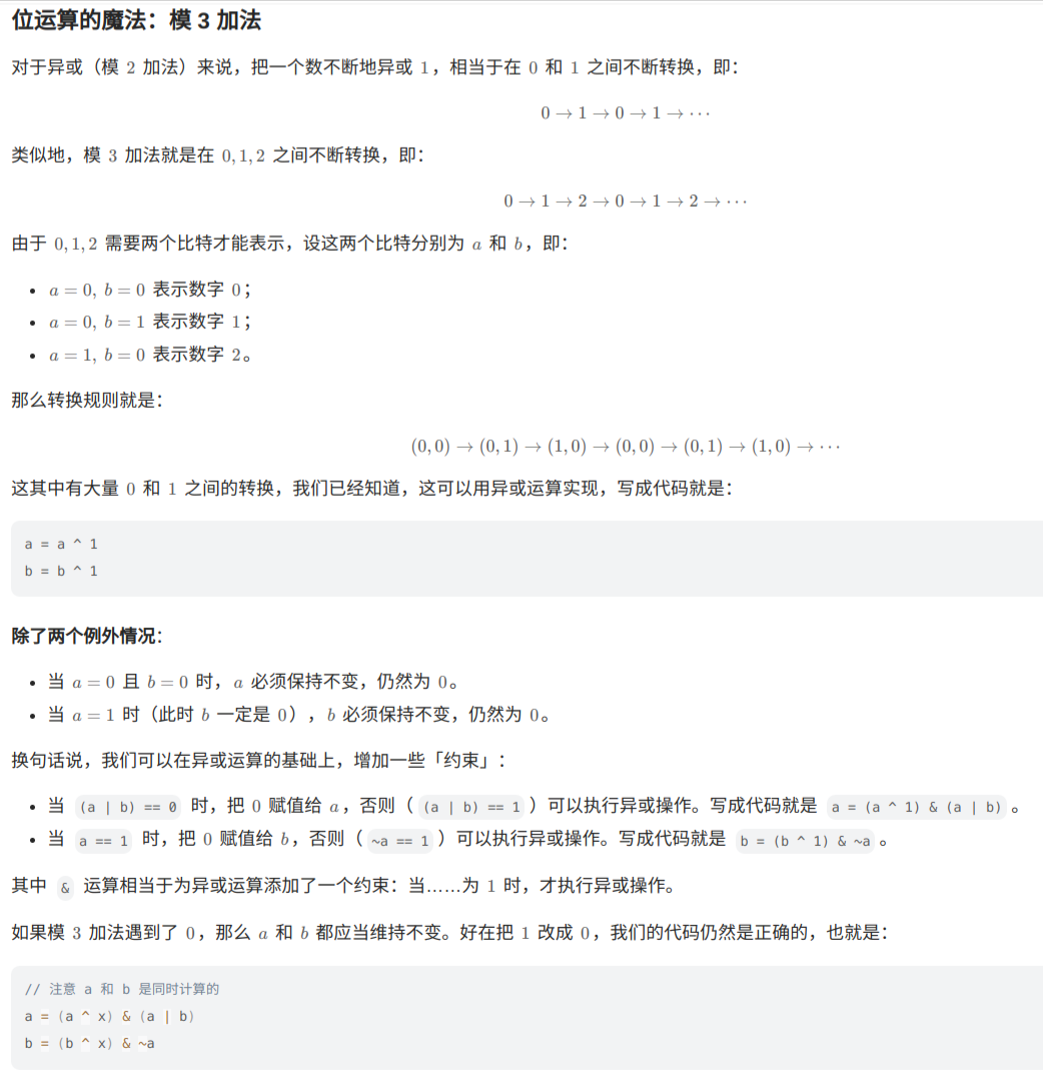 位运算的魔法：模 3 加法
对于异或（模 2 加法）来说，把一个数不断地异或 1，相当于在 0 和 1 之间不断转换，即：
0 → 1 → 0 → 1 → ···
类似地，模 3 加法就是在 0, 1, 2 之间不断转换，即：
0 → 1 → 2 → 0 → 1 → 2 → ···
由于 0, 1, 2 需要两个比特才能表示，设这两个比特分别为 a 和 b，即：
• a = 0, b = 0 表示数字 0；
• a = 0, b = 1 表示数字 1；
• a = 1, b = 0 表示数字 2。
那么转换规则就是：
(0, 0) → (0, 1) → (1, 0) → (0, 0) → (0, 1) → (1, 0) → ···
这其中有大量 0 和 1 之间的转换，我们已经知道，这可以用异或运算实现，写成代码就是：
a = a ^ 1
b = b ^ 1
除了两个例外情况：
• 当 a = 0 且 b = 0 时，a 必须保持不变，仍然为 0。
• 当 a = 1 时（此时 b 一定是 0），b 必须保持不变，仍然为 0。
换句话说，我们可以在异或运算的基础上，增加一些「约束」：
• 当 (a | b) == 0 时，把 0 赋值给 a，否则（ (a | b) == 1 ）可以执行异或操作。写成代码就是 a = (a ^ 1) & (a | b) 。
• 当 a == 1 时，把 0 赋值给 b，否则（ ~a == 1 ）可以执行异或操作。写成代码就是 b = (b ^ 1) & ~a 。
其中 & 运算相当于为异或运算添加了一个约束：当……为 1 时，才执行异或操作。
如果模 3 加法遇到了 0，那么 a 和 b 都应当维持不变。好在把 1 改成 0，我们的代码仍然是正确的，也就是：
// 注意 a 和 b 是同时计算的
a = (a ^ x) & (a | b)
b = (b ^ x) & ~a